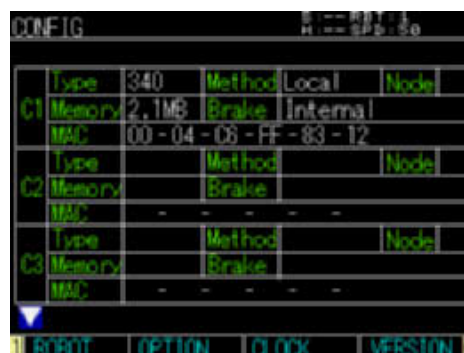 CONFIG
SPD: 50
C1 Type 340 Method Local Node
Memory 2.1MB Brake Internal
MAC 00 - 04 - C6 - FF - 83 - 12
C2 Type Method Node
Memory Brake
MAC - - - - -
C3 Type Method Node
Memory Brake
MAC - - - - -
1 ROBOT OPTION CLOCK VERSION